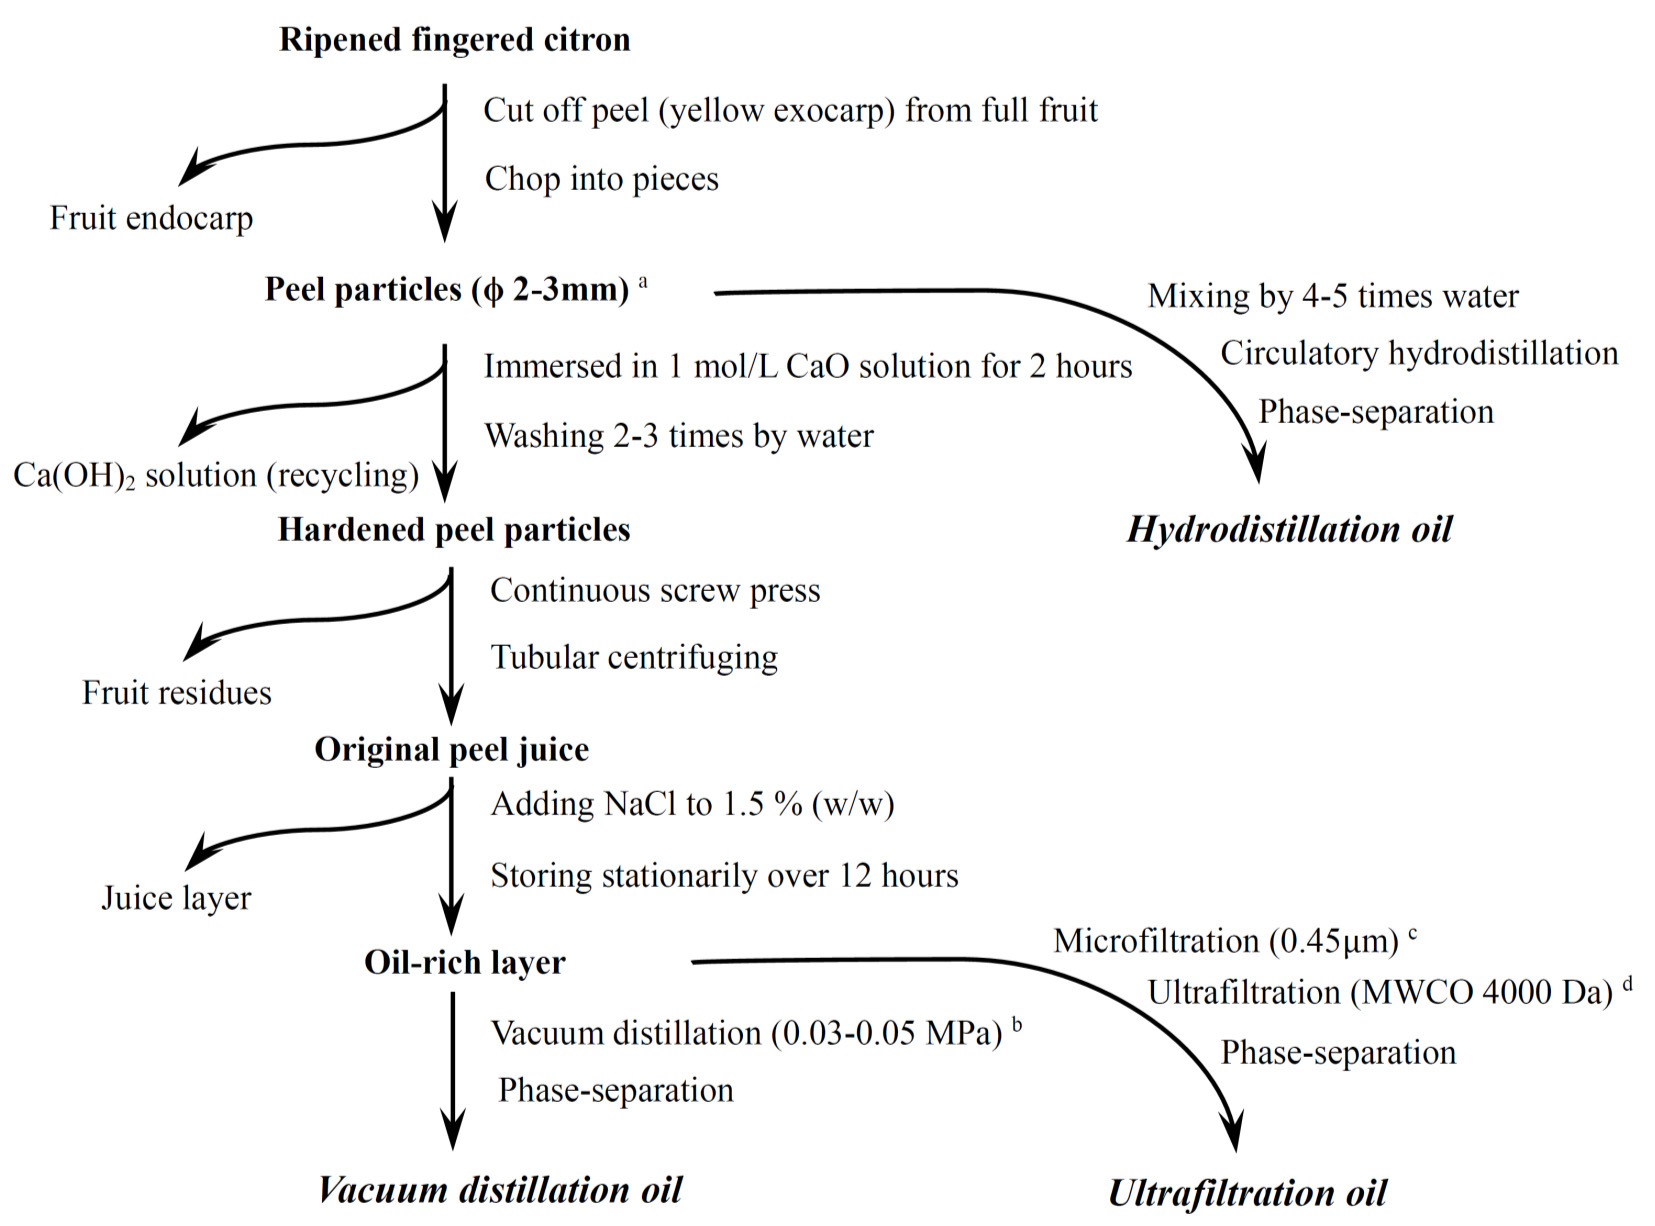 Ripened fingered citron
Cut off peel (yellow exocarp) from full fruit
Chop into pieces
Fruit endocarp
Peel particles (ϕ 2-3mm) a
Mixing by 4-5 times water
Circulatory hydrodistillation
Phase-separation
Immersed in 1 mol/L CaO solution for 2 hours
Washing 2-3 times by water
Ca(OH)₂ solution (recycling)
Hardened peel particles
Hydrodistillation oil
Continuous screw press
Tubular centrifuging
Fruit residues
Original peel juice
Adding NaCl to 1.5 % (w/w)
Storing stationarily over 12 hours
Juice layer
Oil-rich layer
Microfiltration (0.45μm) c
Ultrafiltration (MWCO 4000 Da) d
Phase-separation
Vacuum distillation (0.03-0.05 MPa) b
Phase-separation
Vacuum distillation oil
Ultrafiltration oil